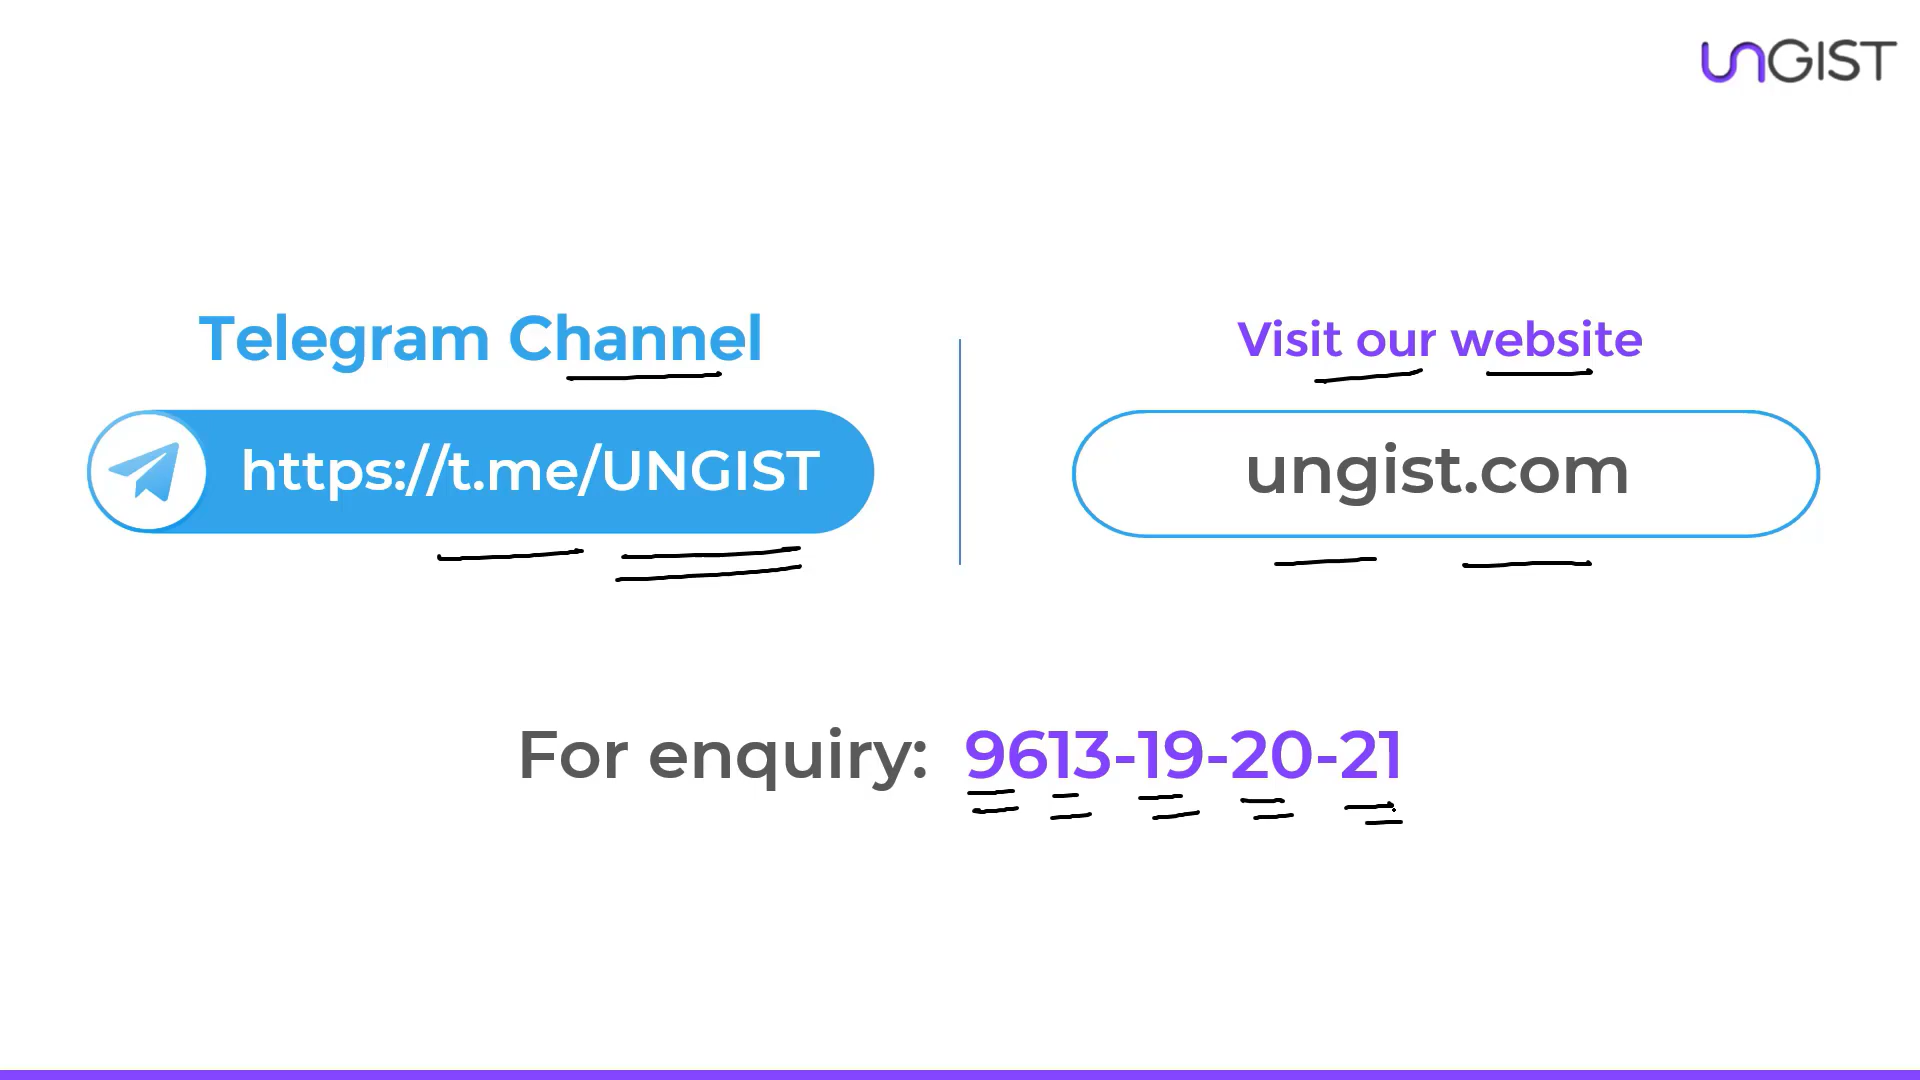 UNGIST
Telegram Channel
https://t.me/UNGIST
Visit our website
ungist.com
For enquiry: 9613-19-20-21